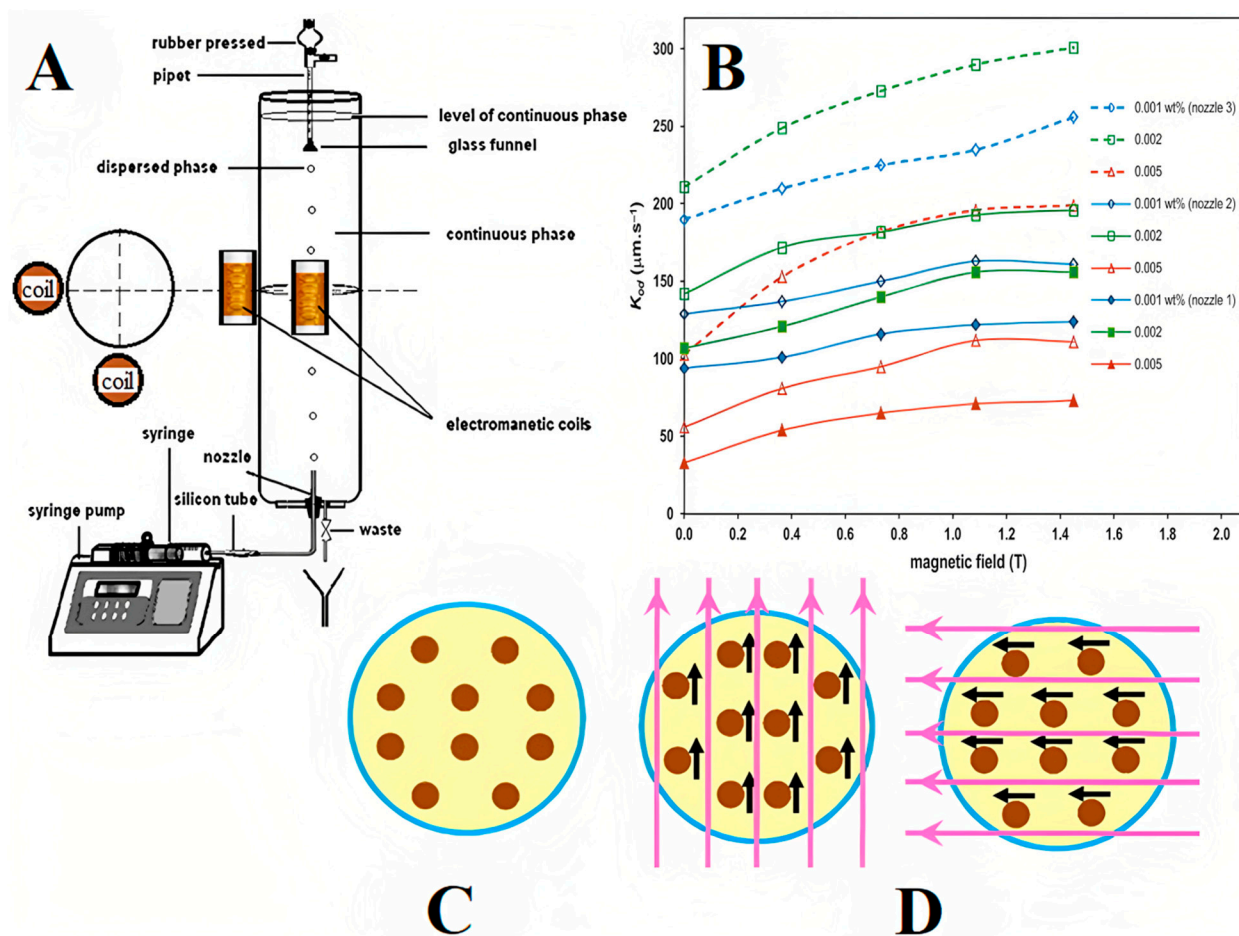 A
rubber pressed
pipet
level of continuous phase
glass funnel
dispersed phase
continuous phase
coil
coil
electromanetic coils
syringe
nozzle
silicon tube
syringe pump
waste
B
300
250
200
150
100
50
0
K_od (μm.s⁻¹)
0.0 0.2 0.4 0.6 0.8 1.0 1.2 1.4 1.6 1.8 2.0
magnetic field (T)
0.001 wt% (nozzle 3)
0.002
0.005
0.001 wt% (nozzle 2)
0.002
0.005
0.001 wt% (nozzle 1)
0.002
0.005
C
D